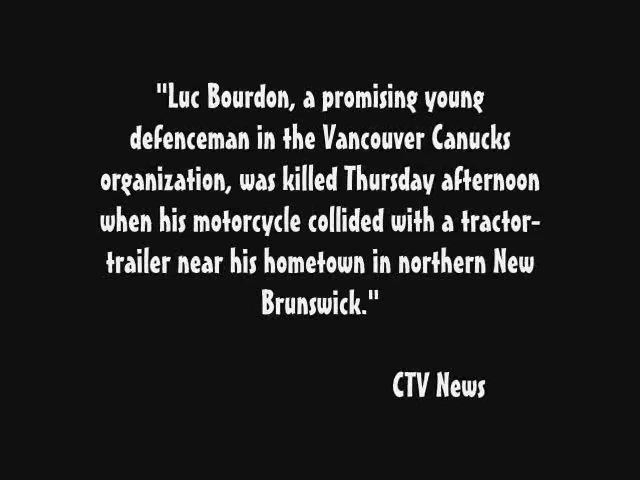 "Luc Bourdon, a promising young
defenceman in the Vancouver Canucks
organization, was killed Thursday afternoon
when his motorcycle collided with a tractor-
trailer near his hometown in northern New
Brunswick."
CTV News